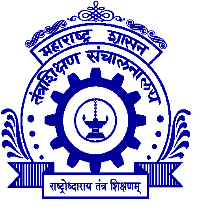 महाराष्ट्र शासन
तंत्रशिक्षण संचालनालय
राष्ट्रोध्दाराय तंत्र शिक्षणम्